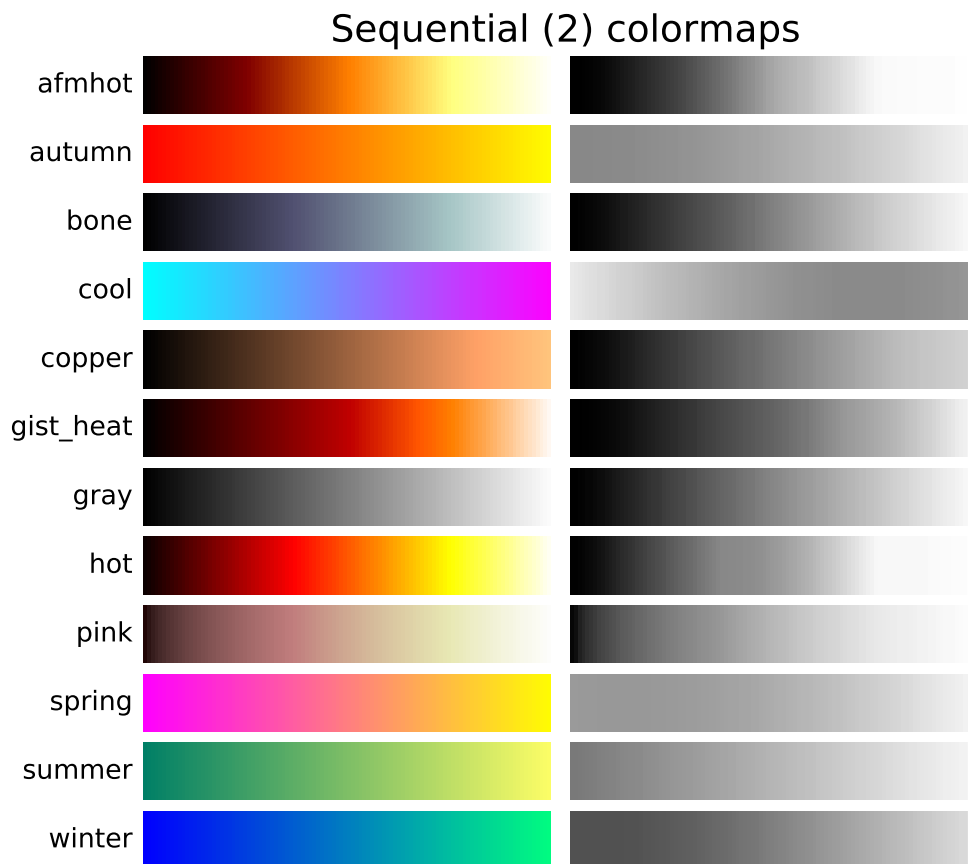 Sequential (2) colormaps
afmhot
autumn
bone
cool
copper
gist_heat
gray
hot
pink
spring
summer
winter